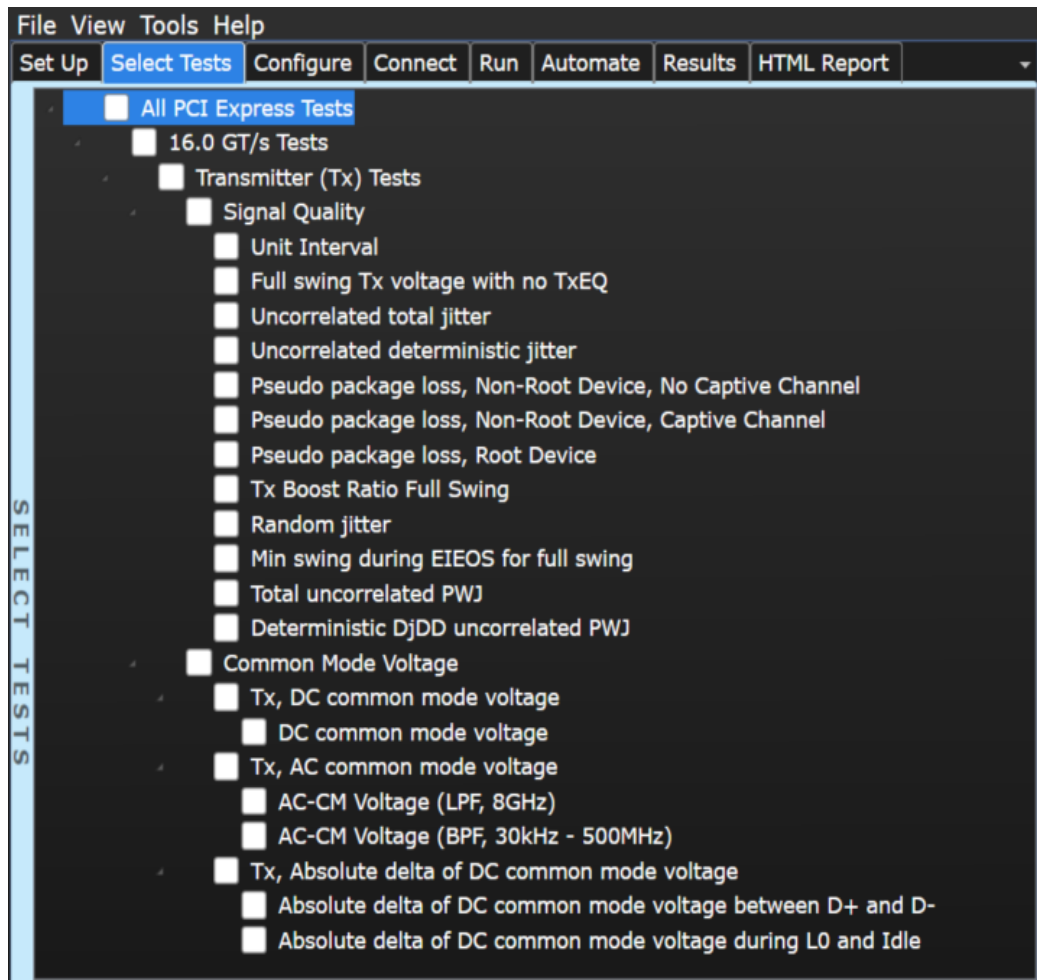 File View Tools Help
Set Up Select Tests Configure Connect Run Automate Results HTML Report
SELECT TESTS
All PCI Express Tests
16.0 GT/s Tests
Transmitter (Tx) Tests
Signal Quality
Unit Interval
Full swing Tx voltage with no TxEQ
Uncorrelated total jitter
Uncorrelated deterministic jitter
Pseudo package loss, Non-Root Device, No Captive Channel
Pseudo package loss, Non-Root Device, Captive Channel
Pseudo package loss, Root Device
Tx Boost Ratio Full Swing
Random jitter
Min swing during EIEOS for full swing
Total uncorrelated PWJ
Deterministic DjDD uncorrelated PWJ
Common Mode Voltage
Tx, DC common mode voltage
DC common mode voltage
Tx, AC common mode voltage
AC-CM Voltage (LPF, 8GHz)
AC-CM Voltage (BPF, 30kHz - 500MHz)
Tx, Absolute delta of DC common mode voltage
Absolute delta of DC common mode voltage between D+ and D-
Absolute delta of DC common mode voltage during L0 and Idle